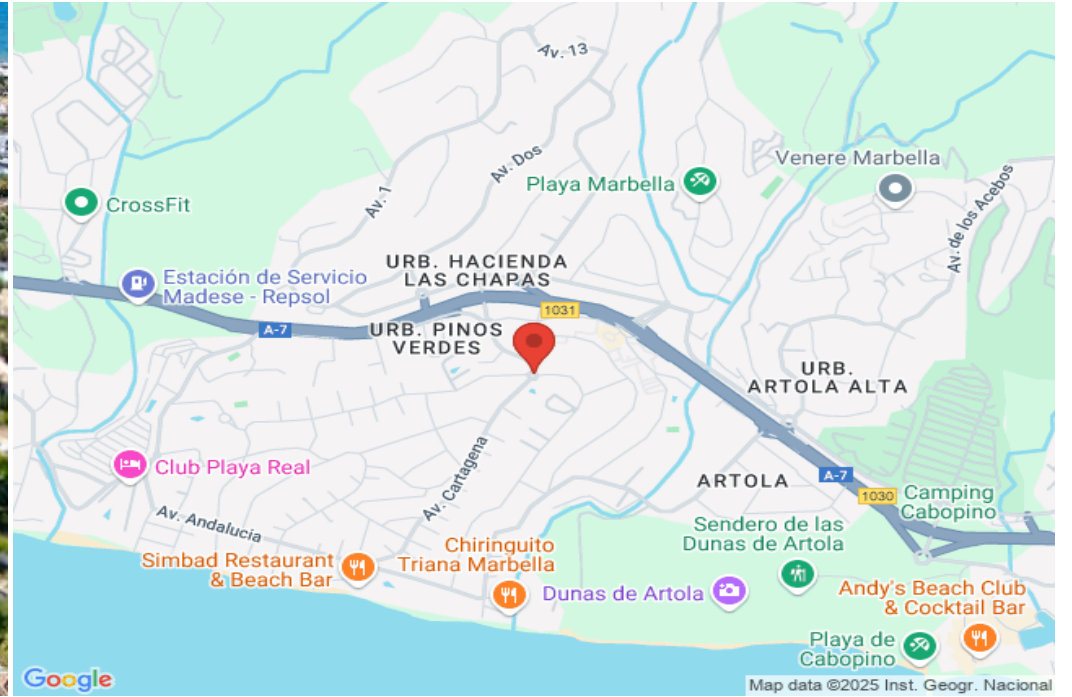 Av. 13
Av. Dos
Venere Marbella
Playa Marbella
CrossFit
Av. 1
Av. de los Acebos
URB. HACIENDA
LAS CHAPAS
Estación de Servicio
Madese - Repsol
1031
A-7
URB. PINOS
VERDES
URB.
ARTOLA ALTA
Club Playa Real
Av. Cartagena
ARTOLA
A-7
1030
Camping
Cabopino
Av. Andalucia
Sendero de las
Dunas de Artola
Simbad Restaurant
& Beach Bar
Chiringuito
Triana Marbella
Dunas de Artola
Andy's Beach Club
& Cocktail Bar
Playa de
Cabopino
Google
Map data ©2025 Inst. Geogr. Nacional